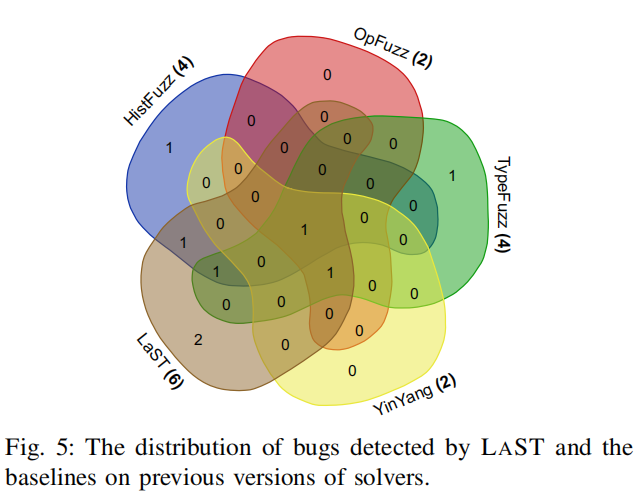 OpFuzz (2)
0
HistFuzz (4)
0 0
0 0
1 0
0 0 1
0 0
0 0
TypeFuzz (4)
0 0
1
1 0
0
1 1
0 0
0 0
0
0
2 0
LaST (6)
0
YinYang (2)
Fig. 5: The distribution of bugs detected by LAST and the
baselines on previous versions of solvers.